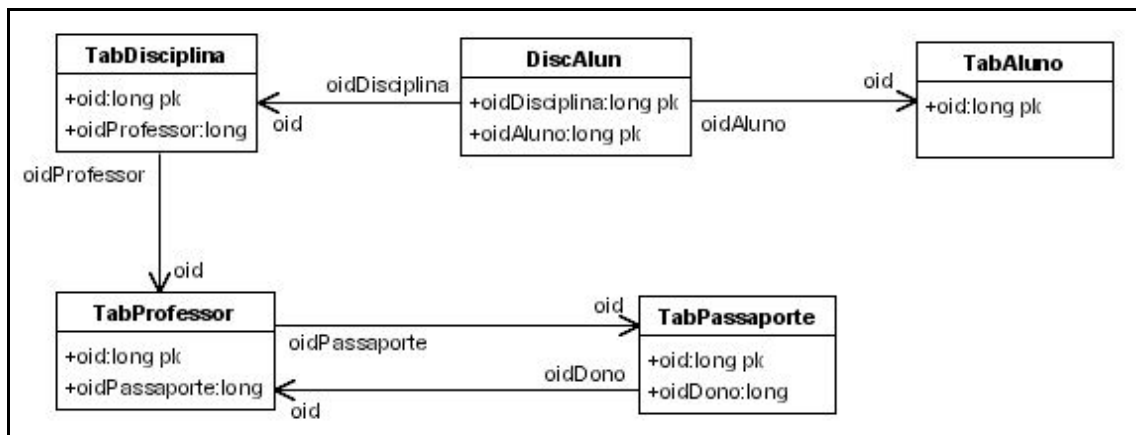 TabDisciplina
+oid:long pk
+oidProfessor:long
oidDisciplina
oid
DiscAlun
+oidDisciplina:long pk
+oidAluno:long pk
oid
oidAluno
TabAluno
+oid:long pk
oidProfessor
oid
TabProfessor
+oid:long pk
+oidPassaporte:long
oid
oidPassaporte
oidDono
oid
TabPassaporte
+oid:long pk
+oidDono:long